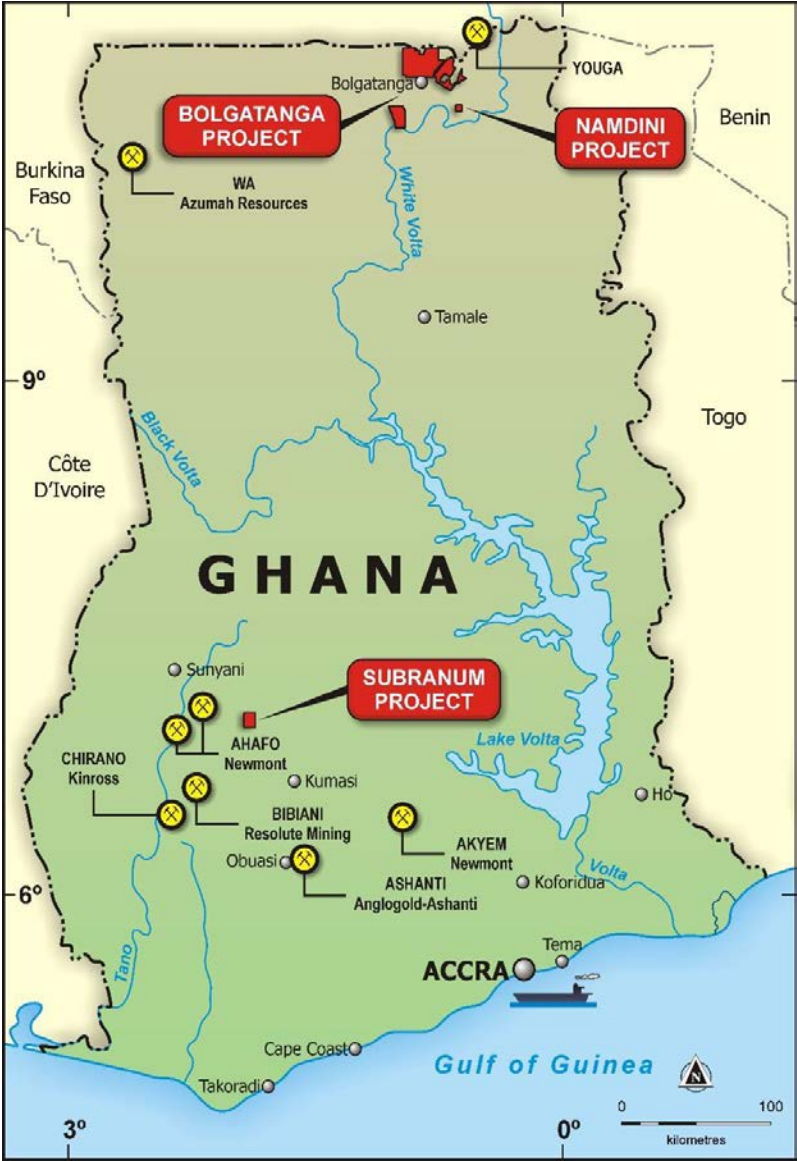 YOUGA
Bolgatanga
BOLGATANGA
PROJECT
NAMDINI
PROJECT
Benin
Burkina
Faso
WA
Azumah Resources
White Volta
Tamale
9º
Black Volta
Togo
Côte
D'Ivoire
GHANA
Sunyani
SUBRANUM
PROJECT
AHAFO
Newmont
Lake Volta
CHIRANO
Kinross
Kumasi
Ho
BIBIANI
Resolute Mining
AKYEM
Newmont
Obuasi
ASHANTI
Anglogold-Ashanti
Koforidua
Volta
6º
Tano
Tema
ACCRA
Cape Coast
Gulf of Guinea
N
Takoradi
0 100
kilometres
3º
0º